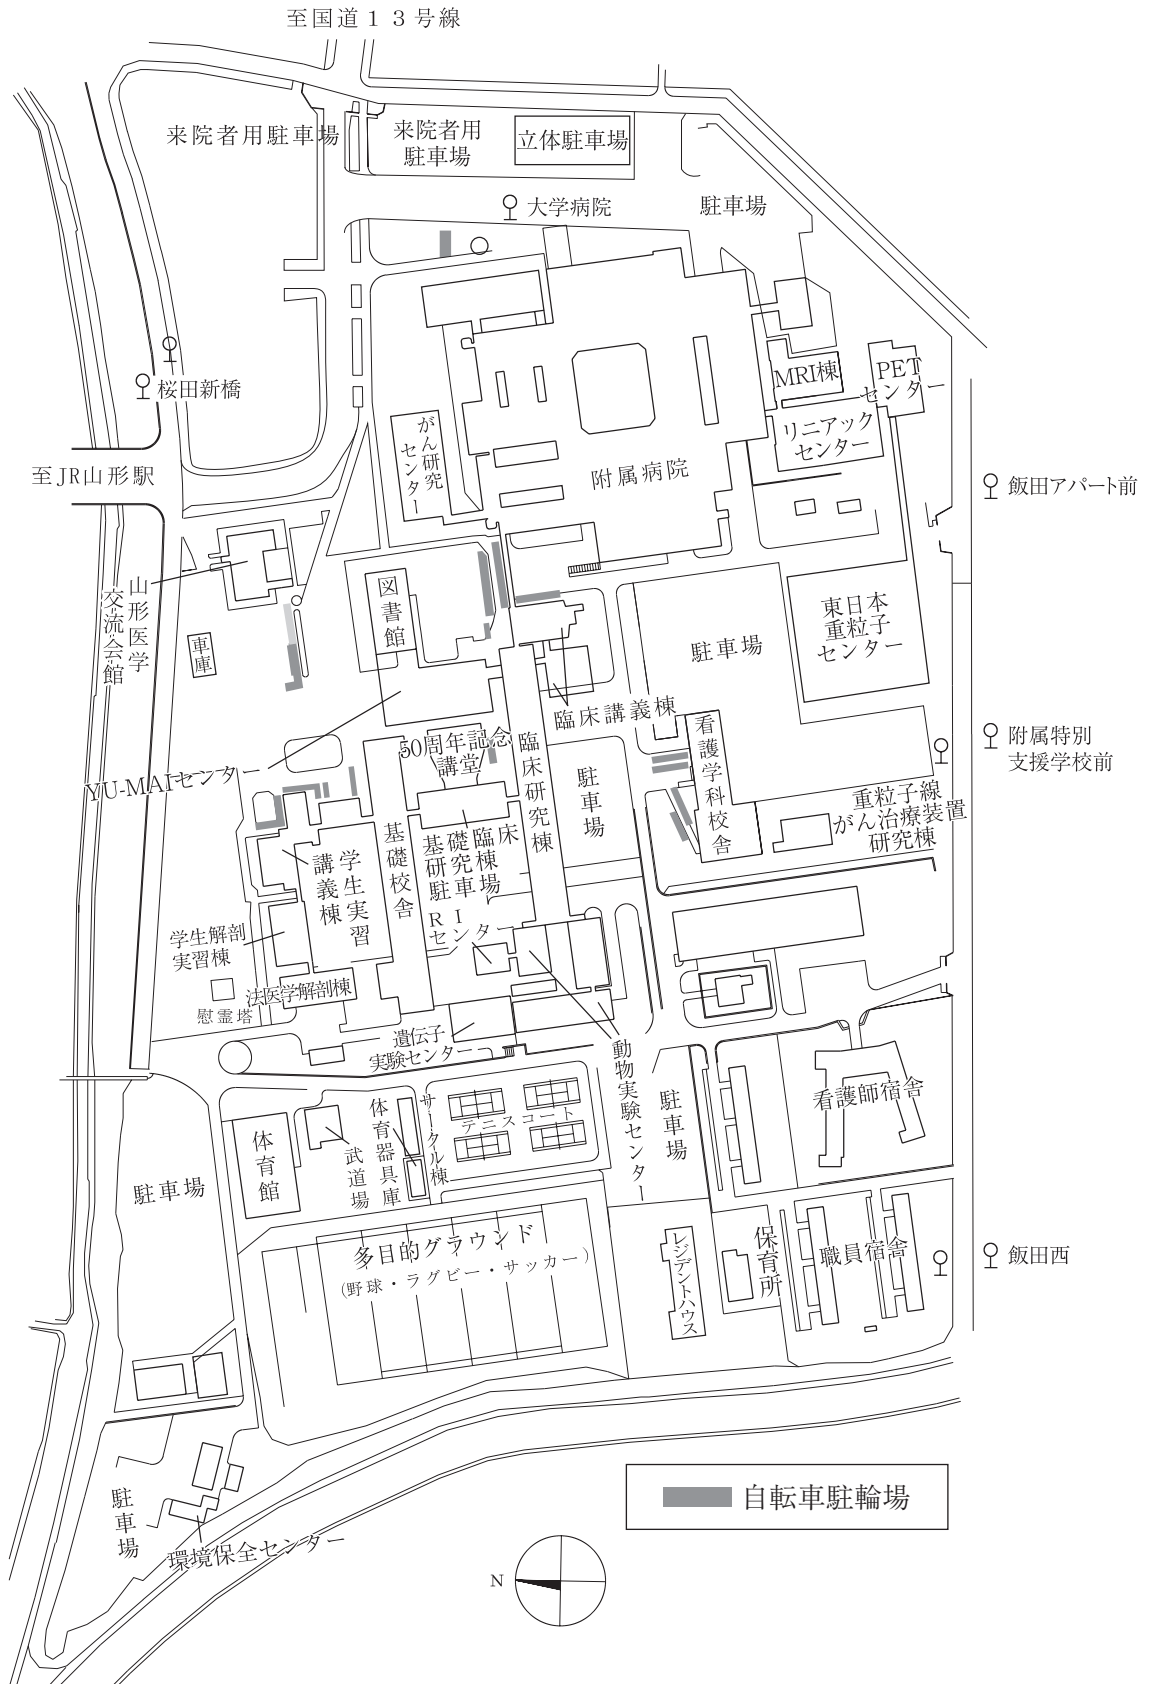 至国道１３号線
来院者用駐車場
来院者用
駐車場
立体駐車場
大学病院
駐車場
桜田新橋
至JR山形駅
MRI棟
PET
センター
リニアック
センター
がん研究
センター
附属病院
飯田アパート前
山形医学
交流会館
車庫
図書館
東日本
重粒子
センター
駐車場
臨床講義棟
看護学科校舎
附属特別
支援学校前
50周年記念
講堂
臨床研究棟
YU-MAIセンター
駐車場
重粒子線
がん治療装置
研究棟
基礎校舎
基礎臨床
研究棟
駐車場
学生実習
講義棟
RI
センター
学生解剖
実習棟
法医学解剖棟
慰霊塔
遺伝子
実験センター
動物実験センター
駐車場
看護師宿舎
体育館
武道場
体育器具庫
サークル棟
テニスコート
駐車場
多目的グラウンド
(野球・ラグビー・サッカー)
レジデントハウス
保育所
職員宿舎
飯田西
駐車場
環境保全センター
自転車駐輪場
N